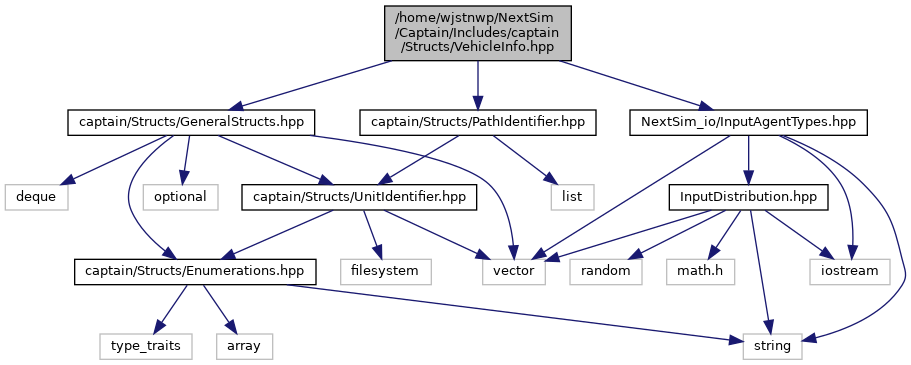 /home/wjstnwp/NextSim
/Captain/Includes/captain
/Structs/VehicleInfo.hpp
captain/Structs/GeneralStructs.hpp
captain/Structs/PathIdentifier.hpp
NextSim_io/InputAgentTypes.hpp
deque
optional
captain/Structs/UnitIdentifier.hpp
list
InputDistribution.hpp
captain/Structs/Enumerations.hpp
filesystem
vector
random
math.h
iostream
type_traits
array
string